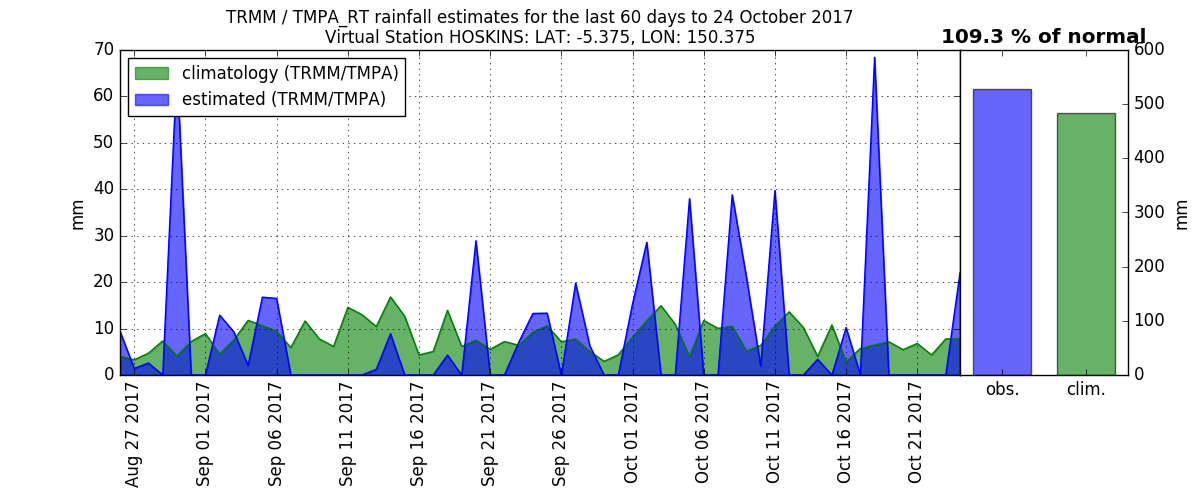 TRMM / TMPA_RT rainfall estimates for the last 60 days to 24 October 2017
Virtual Station HOSKINS: LAT: -5.375, LON: 150.375
109.3 % of normal
climatology (TRMM/TMPA)
estimated (TRMM/TMPA)
70
60
50
40
30
20
10
0
mm
Aug 27 2017
Sep 01 2017
Sep 06 2017
Sep 11 2017
Sep 16 2017
Sep 21 2017
Sep 26 2017
Oct 01 2017
Oct 06 2017
Oct 11 2017
Oct 16 2017
Oct 21 2017
obs.
clim.
600
500
400
300
200
100
0
mm